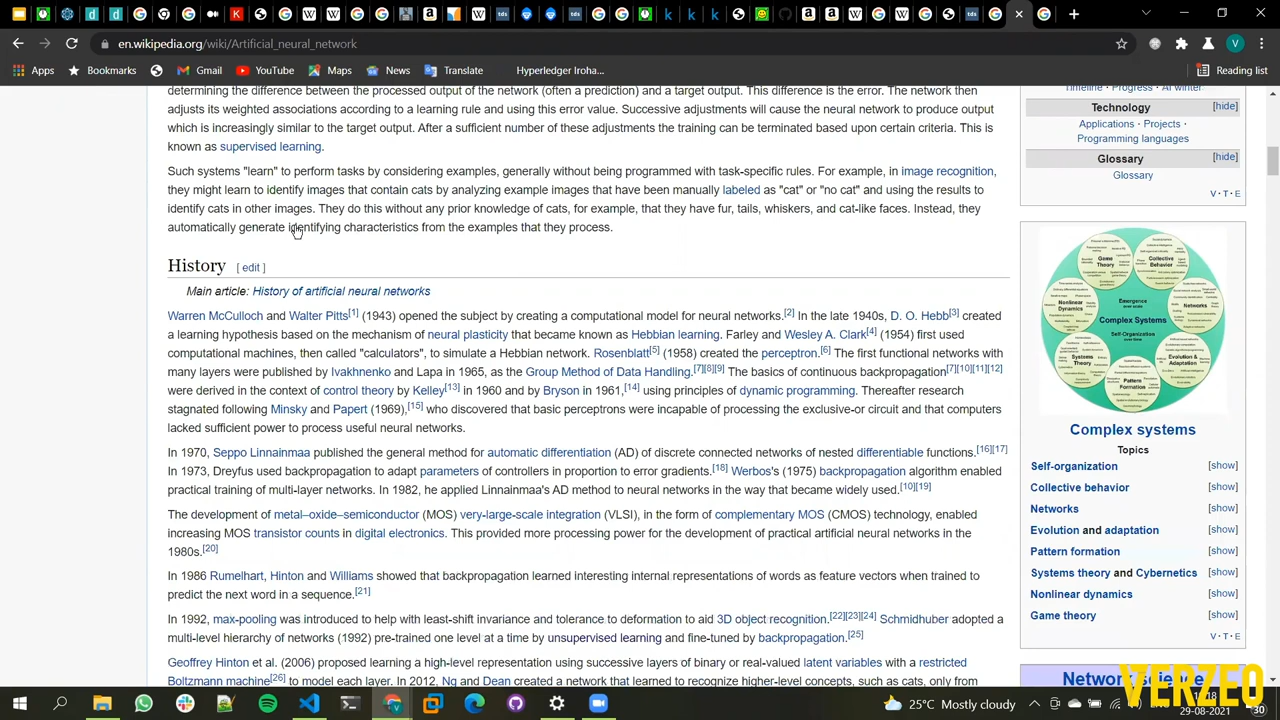 en.wikipedia.org/wiki/Artificial_neural_network
Apps
Bookmarks
Gmail
YouTube
Maps
News
Translate
Hyperledger Iroha...
Reading list
determining the difference between the processed output of the network (often a prediction) and a target output. This difference is the error. The network then
adjusts its weighted associations according to a learning rule and using this error value. Successive adjustments will cause the neural network to produce output
which is increasingly similar to the target output. After a sufficient number of these adjustments the training can be terminated based upon certain criteria. This is
known as supervised learning.
Such systems "learn" to perform tasks by considering examples, generally without being programmed with task-specific rules. For example, in image recognition,
they might learn to identify images that contain cats by analyzing example images that have been manually labeled as "cat" or "no cat" and using the results to
identify cats in other images. They do this without any prior knowledge of cats, for example, that they have fur, tails, whiskers, and cat-like faces. Instead, they
automatically generate identifying characteristics from the examples that they process.
History [ edit ]
Main article: History of artificial neural networks
Warren McCulloch and Walter Pitts[1] (1943) opened the subject by creating a computational model for neural networks.[2] In the late 1940s, D. O. Hebb[3] created
a learning hypothesis based on the mechanism of neural plasticity that became known as Hebbian learning. Farley and Wesley A. Clark[4] (1954) first used
computational machines, then called "calculators", to simulate a Hebbian network. Rosenblatt[5] (1958) created the perceptron.[6] The first functional networks with
many layers were published by Ivakhnenko and Lapa in 1965, as the Group Method of Data Handling.[7][8][9] The basics of continuous backpropagation[7][10][11][12]
were derived in the context of control theory by Kelley[13] in 1960 and by Bryson in 1961,[14] using principles of dynamic programming. Thereafter research
stagnated following Minsky and Papert (1969),[15] who discovered that basic perceptrons were incapable of processing the exclusive-or circuit and that computers
lacked sufficient power to process useful neural networks.
In 1970, Seppo Linnainmaa published the general method for automatic differentiation (AD) of discrete connected networks of nested differentiable functions.[16][17]
In 1973, Dreyfus used backpropagation to adapt parameters of controllers in proportion to error gradients.[18] Werbos's (1975) backpropagation algorithm enabled
practical training of multi-layer networks. In 1982, he applied Linnainmaa's AD method to neural networks in the way that became widely used.[10][19]
The development of metal–oxide–semiconductor (MOS) very-large-scale integration (VLSI), in the form of complementary MOS (CMOS) technology, enabled
increasing MOS transistor counts in digital electronics. This provided more processing power for the development of practical artificial neural networks in the
1980s.[20]
In 1986 Rumelhart, Hinton and Williams showed that backpropagation learned interesting internal representations of words as feature vectors when trained to
predict the next word in a sequence.[21]
In 1992, max-pooling was introduced to help with least-shift invariance and tolerance to deformation to aid 3D object recognition.[22][23][24] Schmidhuber adopted a
multi-level hierarchy of networks (1992) pre-trained one level at a time by unsupervised learning and fine-tuned by backpropagation.[25]
Geoffrey Hinton et al. (2006) proposed learning a high-level representation using successive layers of binary or real-valued latent variables with a restricted
Boltzmann machine[26] to model each layer. In 2012, Ng and Dean created a network that learned to recognize higher-level concepts, such as cats, only from
Timeline · Progress · AI winter
Technology [hide]
Applications · Projects ·
Programming languages
Glossary [hide]
Glossary
V · T · E
Game Theory
Collective Behavior
Nonlinear Dynamics
Emergence
Complex Systems
Self-Organization
Systems Theory
Evolution & Adaptation
Pattern Formation
Complex systems
Topics
Self-organization [show]
Collective behavior [show]
Networks [show]
Evolution and adaptation [show]
Pattern formation [show]
Systems theory and Cybernetics [show]
Nonlinear dynamics [show]
Game theory [show]
V · T · E
Network science
VERZEO
25°C Mostly cloudy
29-08-2021
30